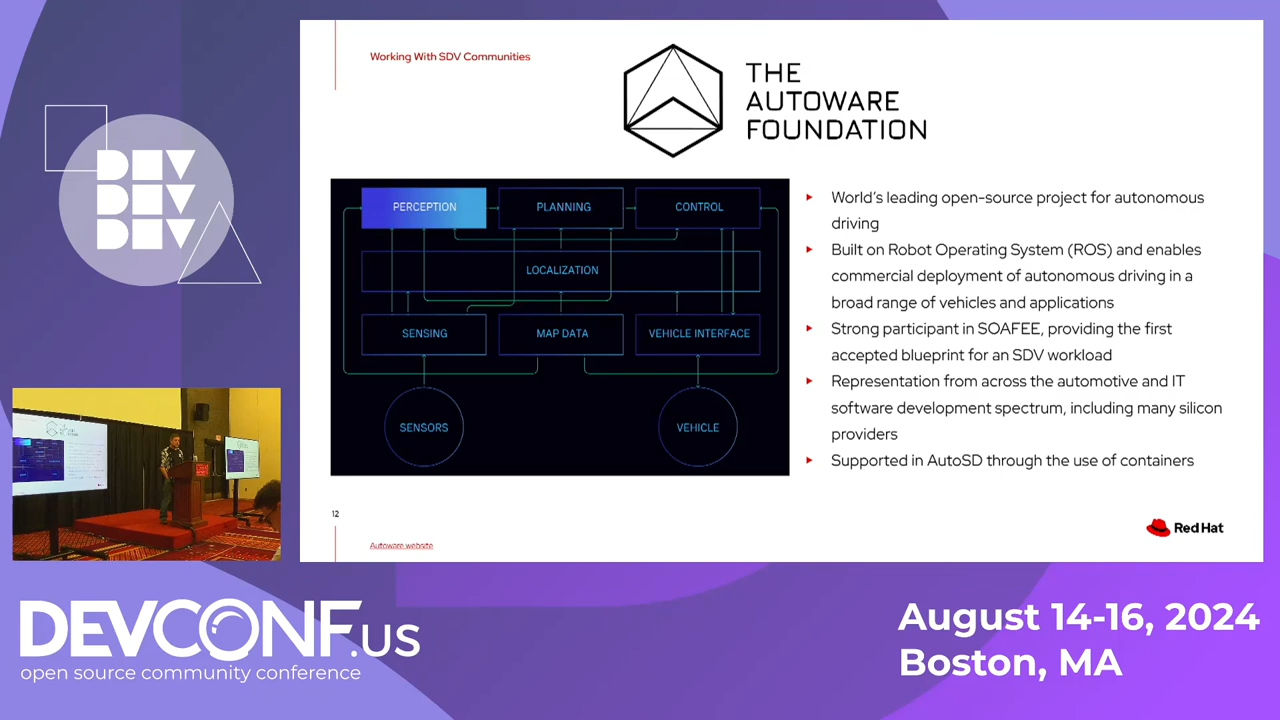 Working With SDV Communities
THE
AUTOWARE
FOUNDATION
DEV
DEV
DEV
PERCEPTION
PLANNING
CONTROL
LOCALIZATION
SENSING
MAP DATA
VEHICLE INTERFACE
SENSORS
VEHICLE
World's leading open-source project for autonomous
driving
Built on Robot Operating System (ROS) and enables
commercial deployment of autonomous driving in a
broad range of vehicles and applications
Strong participant in SOAFEE, providing the first
accepted blueprint for an SDV workload
Representation from across the automotive and IT
software development spectrum, including many silicon
providers
Supported in AutoSD through the use of containers
12
Autoware website
Red Hat
DEVCONF.us
open source community conference
August 14-16, 2024
Boston, MA